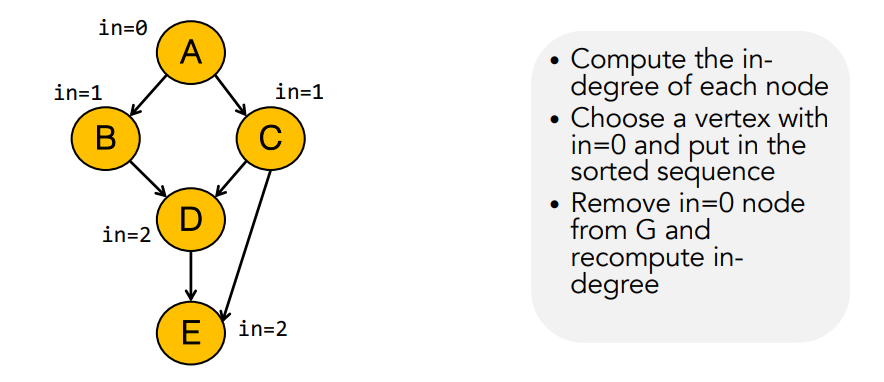 in=0
A
in=1
in=1
B
C
D
in=2
E
in=2
• Compute the in-
degree of each node
• Choose a vertex with
in=0 and put in the
sorted sequence
• Remove in=0 node
from G and
recompute in-
degree